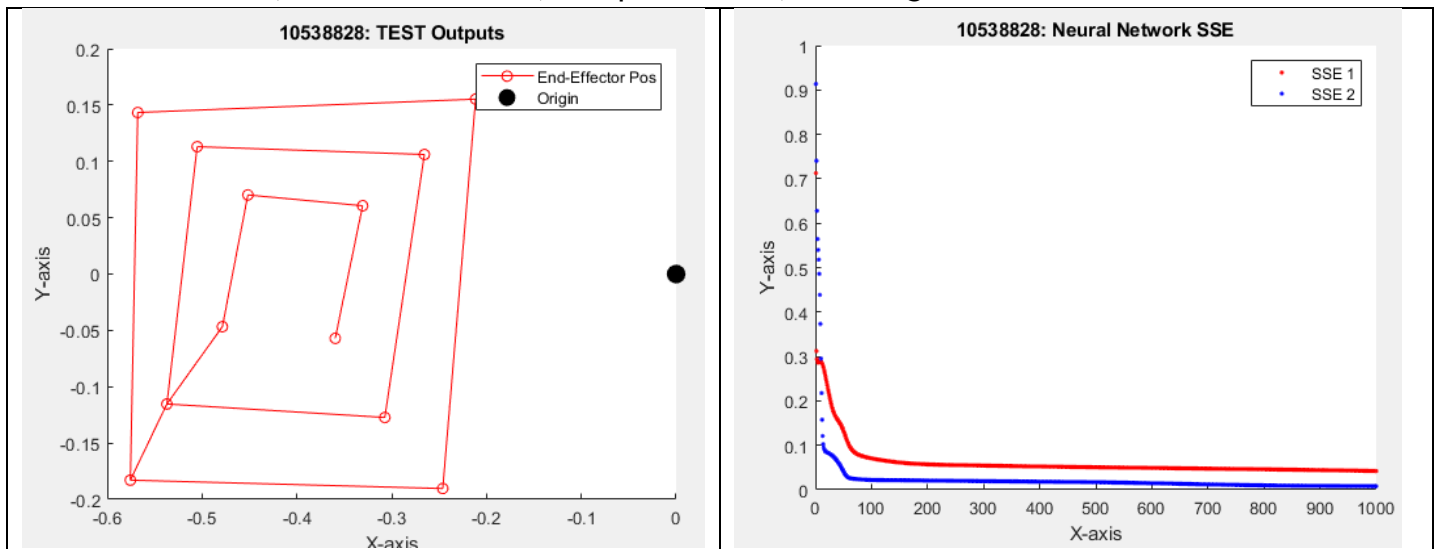 10538828: TEST Outputs
0.2
0.15
0.1
0.05
0
-0.05
-0.1
-0.15
-0.2
Y-axis
-0.6 -0.5 -0.4 -0.3 -0.2 -0.1 0
X-axis
End-Effector Pos
Origin
10538828: Neural Network SSE
1
0.9
0.8
0.7
0.6
0.5
0.4
0.3
0.2
0.1
0
Y-axis
0 100 200 300 400 500 600 700 800 900 1000
X-axis
SSE 1
SSE 2